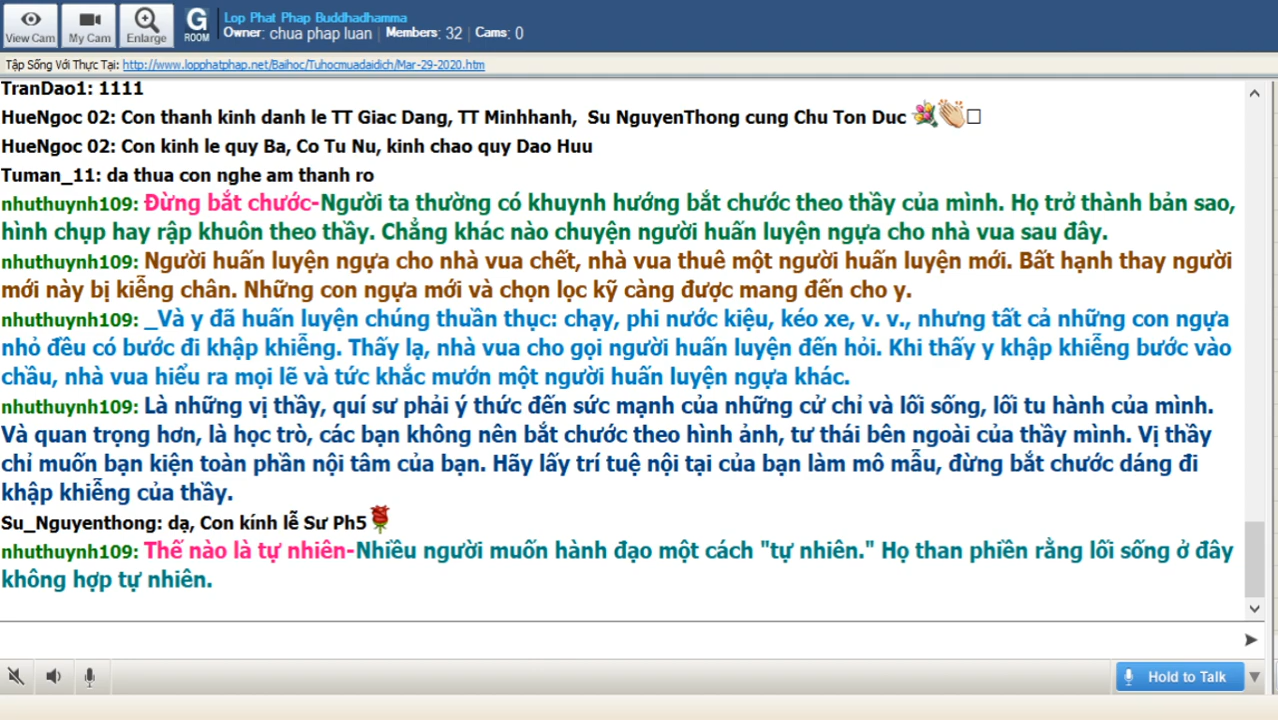 View Cam
My Cam
Enlarge
G
ROOM
Lop Phat Phap Buddhadhamma
Owner: chua phap luan | Members: 32 | Cams: 0
Tập Sống Với Thực Tại: http://www.lopphatphap.net/Baihoc/Tuhocmuadaidich/Mar-29-2020.htm
TranDao1: 1111
HueNgoc 02: Con thanh kinh danh le TT Giac Dang, TT Minhhanh, Su NguyenThong cung Chu Ton Duc
HueNgoc 02: Con kinh le quy Ba, Co Tu Nu, kinh chao quy Dao Huu
Tuman_11: da thua con nghe am thanh ro
nhuthuynh109: Đừng bắt chước-Người ta thường có khuynh hướng bắt chước theo thầy của mình. Họ trở thành bản sao,
hình chụp hay rập khuôn theo thầy. Chẳng khác nào chuyện người huấn luyện ngựa cho nhà vua sau đây.
nhuthuynh109: Người huấn luyện ngựa cho nhà vua chết, nhà vua thuê một người huấn luyện mới. Bất hạnh thay người
mới này bị kiễng chân. Những con ngựa mới và chọn lọc kỹ càng được mang đến cho y.
nhuthuynh109: _Và y đã huấn luyện chúng thuần thục: chạy, phi nước kiệu, kéo xe, v. v., nhưng tất cả những con ngựa
nhỏ đều có bước đi khập khiễng. Thấy lạ, nhà vua cho gọi người huấn luyện đến hỏi. Khi thấy y khập khiễng bước vào
chầu, nhà vua hiểu ra mọi lẽ và tức khắc mướn một người huấn luyện ngựa khác.
nhuthuynh109: Là những vị thầy, quí sư phải ý thức đến sức mạnh của những cử chỉ và lối sống, lối tu hành của mình.
Và quan trọng hơn, là học trò, các bạn không nên bắt chước theo hình ảnh, tư thái bên ngoài của thầy mình. Vị thầy
chỉ muốn bạn kiện toàn phần nội tâm của bạn. Hãy lấy trí tuệ nội tại của bạn làm mô mẫu, đừng bắt chước dáng đi
khập khiễng của thầy.
Su_Nguyenthong: dạ, Con kính lễ Sư Ph5
nhuthuynh109: Thế nào là tự nhiên-Nhiều người muốn hành đạo một cách "tự nhiên." Họ than phiền rằng lối sống ở đây
không hợp tự nhiên.
Hold to Talk